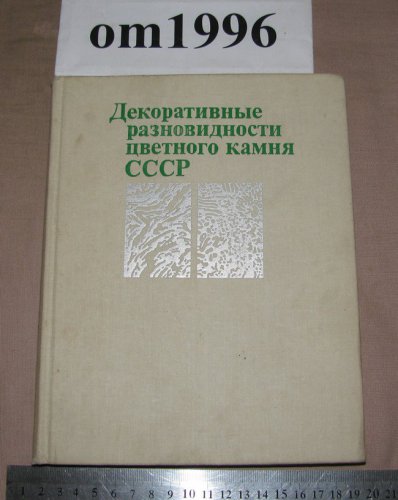 om1996
Декоративные
разновидности
цветного камня
СССР
1 2 3 4 5 6 7 8 9 10 11 12 13 14 15 16 17 18 19 20 21